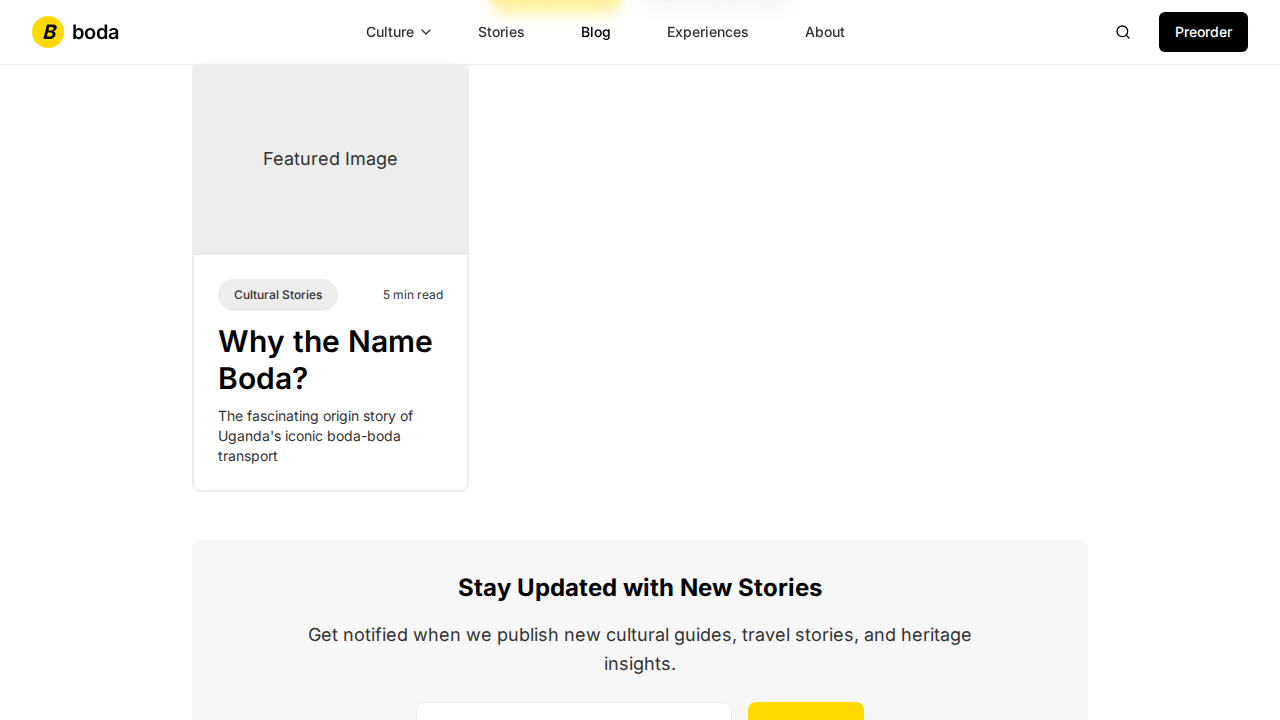 B boda
Culture
Stories
Blog
Experiences
About
Preorder
Featured Image
Cultural Stories
5 min read
Why the Name
Boda?
The fascinating origin story of
Uganda's iconic boda-boda
transport
Stay Updated with New Stories
Get notified when we publish new cultural guides, travel stories, and heritage
insights.